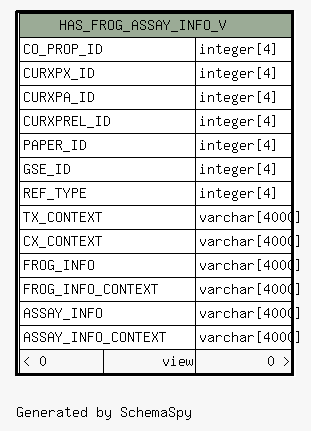 HAS_FROG_ASSAY_INFO_V
CO_PROP_ID integer[4]
CURXPX_ID integer[4]
CURXPA_ID integer[4]
CURXPREL_ID integer[4]
PAPER_ID integer[4]
GSE_ID integer[4]
REF_TYPE integer[4]
TX_CONTEXT varchar[4000]
CX_CONTEXT varchar[4000]
FROG_INFO varchar[4000]
FROG_INFO_CONTEXT varchar[4000]
ASSAY_INFO varchar[4000]
ASSAY_INFO_CONTEXT varchar[4000]
< 0 view 0 >
Generated by SchemaSpy